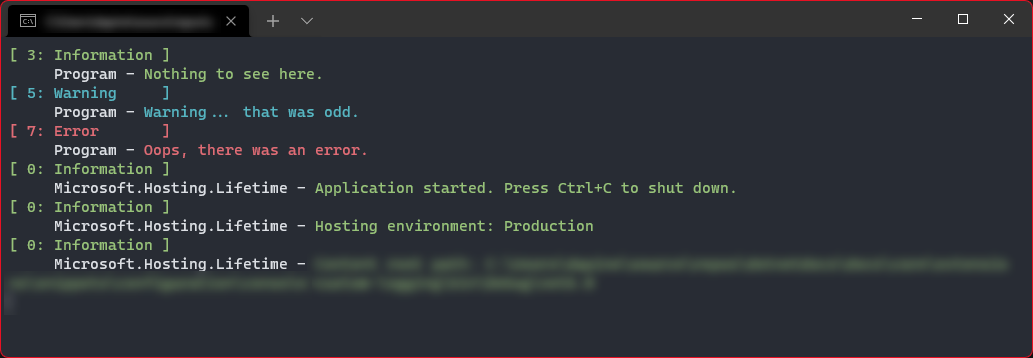 [ 3: Information ]
     Program - Nothing to see here.
[ 5: Warning     ]
     Program - Warning... that was odd.
[ 7: Error       ]
     Program - Oops, there was an error.
[ 0: Information ]
     Microsoft.Hosting.Lifetime - Application started. Press Ctrl+C to shut down.
[ 0: Information ]
     Microsoft.Hosting.Lifetime - Hosting environment: Production
[ 0: Information ]
     Microsoft.Hosting.Lifetime -